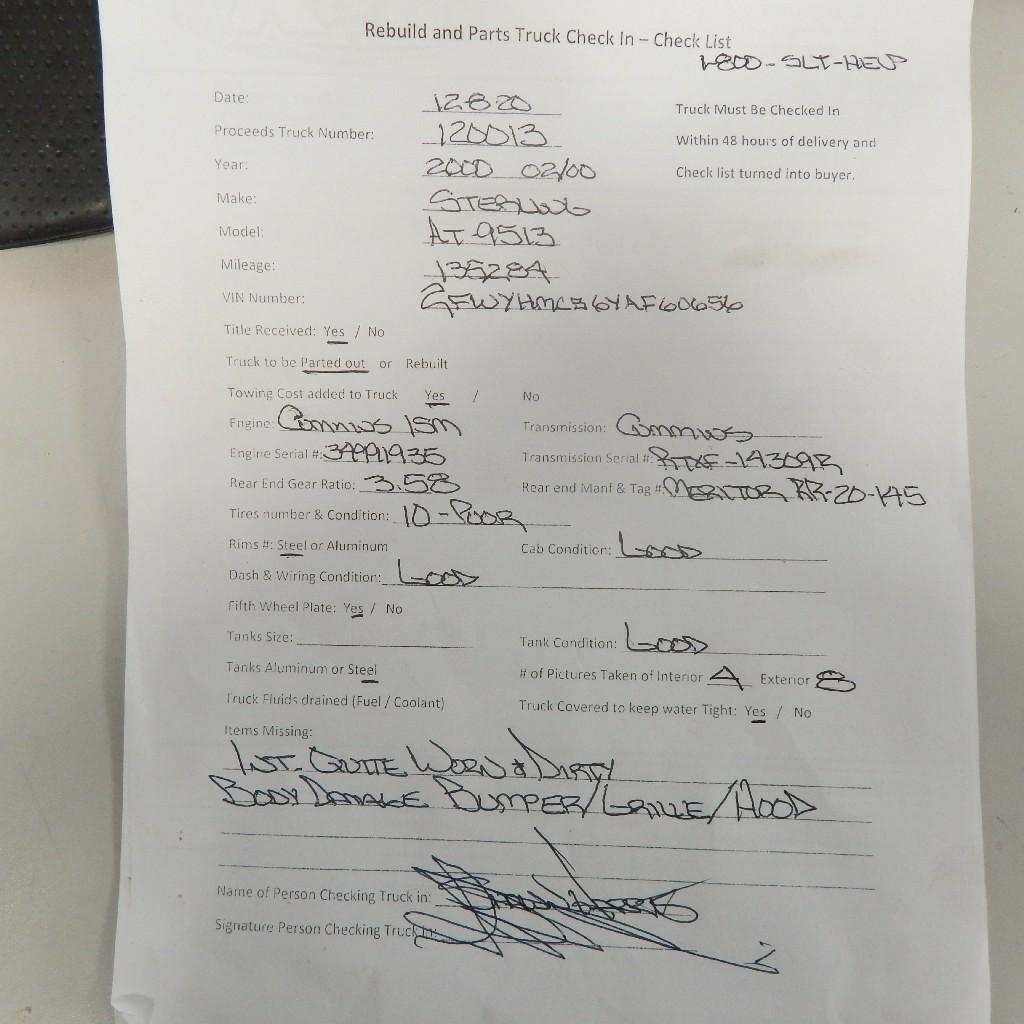 Rebuild and Parts Truck Check In – Check List
1-800-SLT-HELP
Date: 12.8.20
Truck Must Be Checked In
Proceeds Truck Number: 120013
Within 48 hours of delivery and
Year: 2000 02/00
Check list turned into buyer.
Make: STERLING
Model: AT 9513
Mileage: 135284
VIN Number: 2FWYHMCB6YAF60656
Title Received: Yes / No
Truck to be Parted out or Rebuilt
Towing Cost added to Truck Yes / No
Engine: CUMMINS ISM Transmission: CUMMINS
Engine Serial #: 34991935 Transmission Serial #: RTXF-14309R
Rear End Gear Ratio: 3.58 Rear end Manf & Tag #: MERITOR RR-20-145
Tires number & Condition: 10-POOR
Rims #: Steel or Aluminum Cab Condition: GOOD
Dash & Wiring Condition: GOOD
Fifth Wheel Plate: Yes / No
Tanks Size: Tank Condition: GOOD
Tanks Aluminum or Steel # of Pictures Taken of Interior 4 Exterior 8
Truck Fluids drained (Fuel / Coolant) Truck Covered to keep water Tight: Yes / No
Items Missing:
INT. QUITE WORN & DIRTY
BODY DAMAGE BUMPER/GRILLE/HOOD
Name of Person Checking Truck in:
Signature Person Checking Truck in: